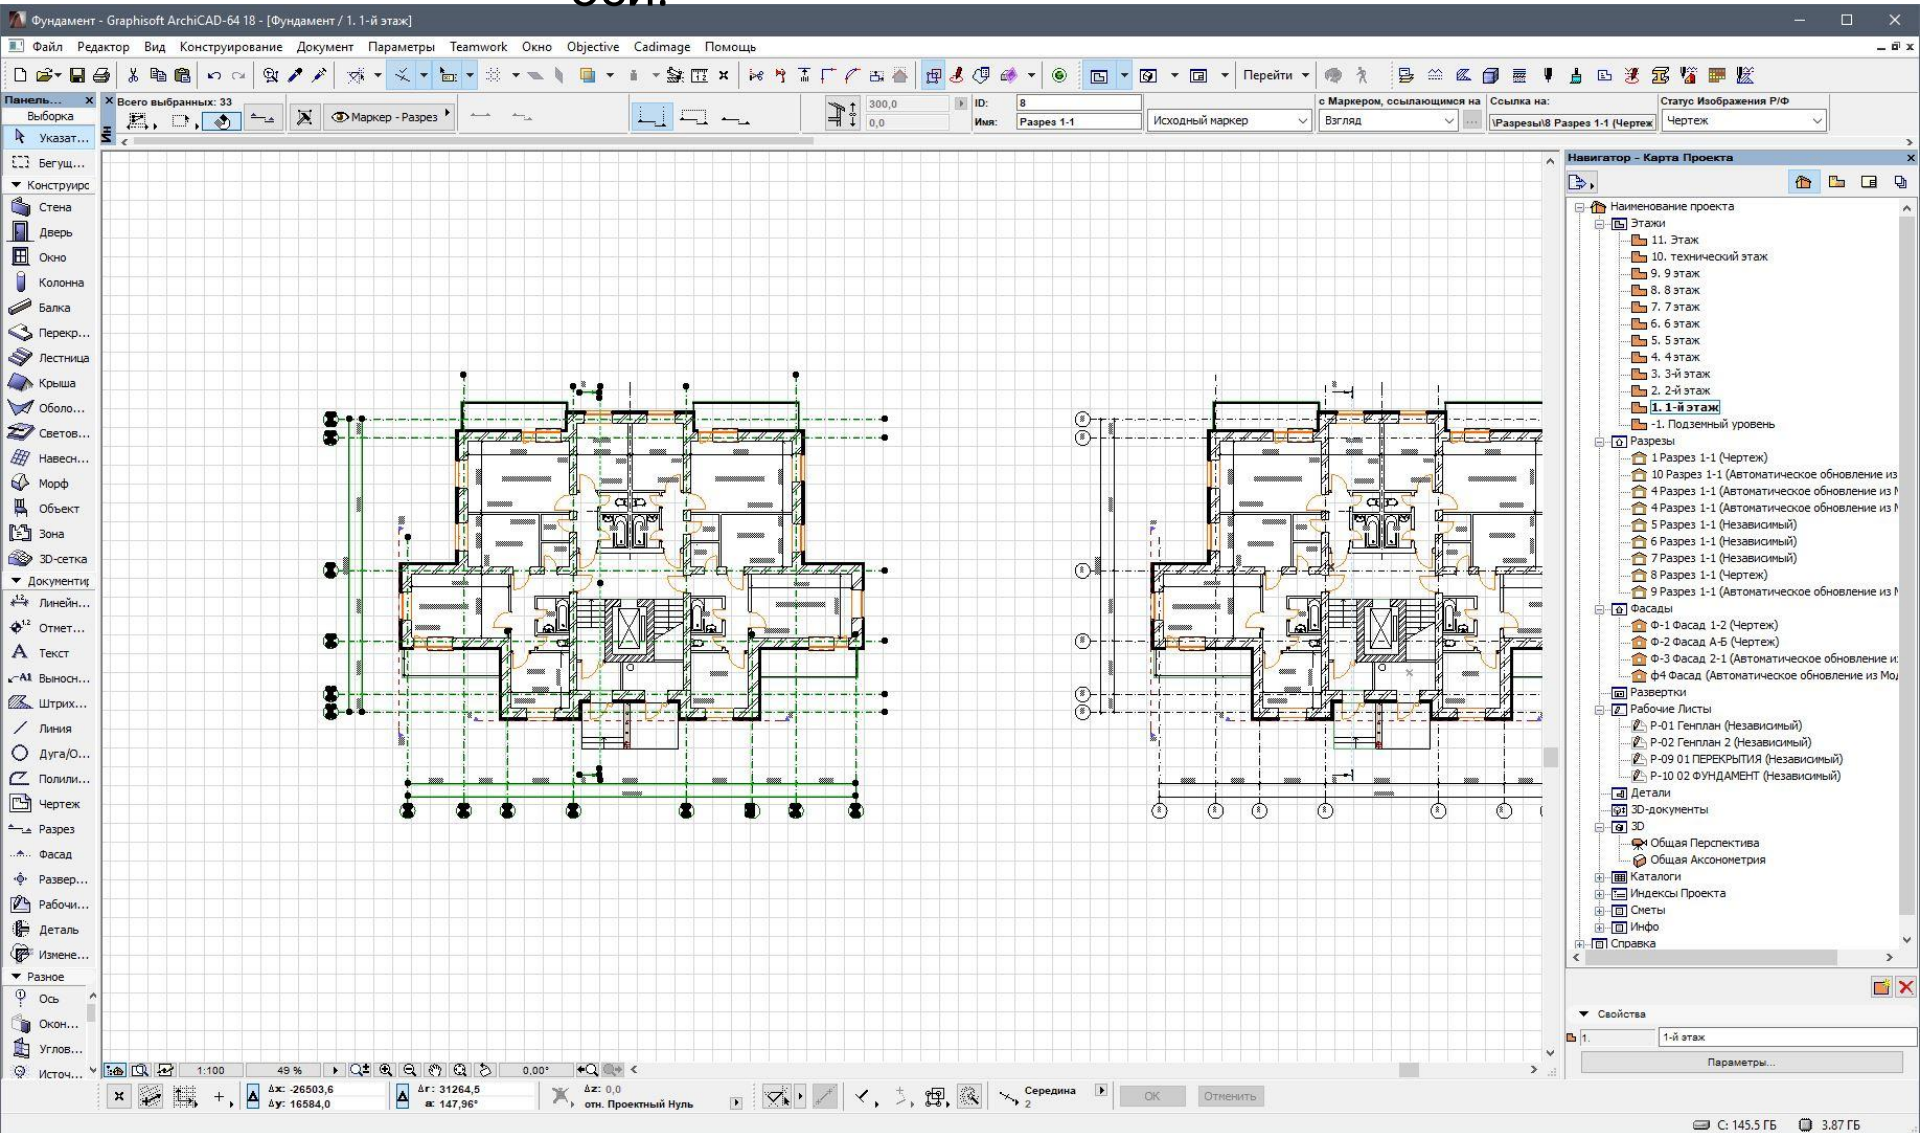 оси.
Фундамент - Graphisoft ArchiCAD-64 18 - [Фундамент / 1. 1-й этаж]
Файл Редактор Вид Конструирование Документ Параметры Teamwork Окно Objective Cadimage Помощь
Перейти
Панель...
Выборка
Указат...
Бегущ...
Конструирс
Стена
Дверь
Окно
Колонна
Балка
Перекр...
Лестница
Крыша
Оболо...
Светов...
Навесн...
Морф
Объект
Зона
3D-сетка
Документир
Линейн...
Отмет...
Текст
Выносн...
Штрих...
Линия
Дуга/О...
Полили...
Чертеж
Разрез
Фасад
Развер...
Рабочи...
Деталь
Измене...
Разное
Ось
Окон...
Углов...
Источ...
Всего выбранных: 33
Ин
Маркер - Разрез
300,0
0,0
ID: 8
Имя: Разрез 1-1
Исходный маркер
с Маркером, ссылающимся на
Взгляд
Ссылка на:
\Разрезы\8 Разрез 1-1 (Чертеж
Статус Изображения Р/Ф
Чертеж
Навигатор - Карта Проекта
Наименование проекта
Этажи
11. Этаж
10. технический этаж
9. 9 этаж
8. 8 этаж
7. 7 этаж
6. 6 этаж
5. 5 этаж
4. 4 этаж
3. 3-й этаж
2. 2-й этаж
1. 1-й этаж
-1. Подземный уровень
Разрезы
1 Разрез 1-1 (Чертеж)
10 Разрез 1-1 (Автоматическое обновление из
4 Разрез 1-1 (Автоматическое обновление из М
4 Разрез 1-1 (Автоматическое обновление из М
5 Разрез 1-1 (Независимый)
6 Разрез 1-1 (Независимый)
7 Разрез 1-1 (Независимый)
8 Разрез 1-1 (Чертеж)
9 Разрез 1-1 (Автоматическое обновление из М
Фасады
Ф-1 Фасад 1-2 (Чертеж)
Ф-2 Фасад А-Б (Чертеж)
Ф-3 Фасад 2-1 (Автоматическое обновление из
ф4 Фасад (Автоматическое обновление из Мод
Развертки
Рабочие Листы
Р-01 Генплан (Независимый)
Р-02 Генплан 2 (Независимый)
Р-09 01 ПЕРЕКРЫТИЯ (Независимый)
Р-10 02 ФУНДАМЕНТ (Независимый)
Детали
3D-документы
3D
Общая Перспектива
Общая Аксонометрия
Каталоги
Индексы Проекта
Сметы
Инфо
Справка
Свойства
1. 1-й этаж
Параметры...
1:100 49 % 0,00°
Δx: -26503,6
Δy: 16584,0
Δr: 31264,5
a: 147,96°
Δz: 0,0
отн. Проектный Нуль
Середина
2
OK
Отменить
C: 145.5 ГБ 3.87 ГБ